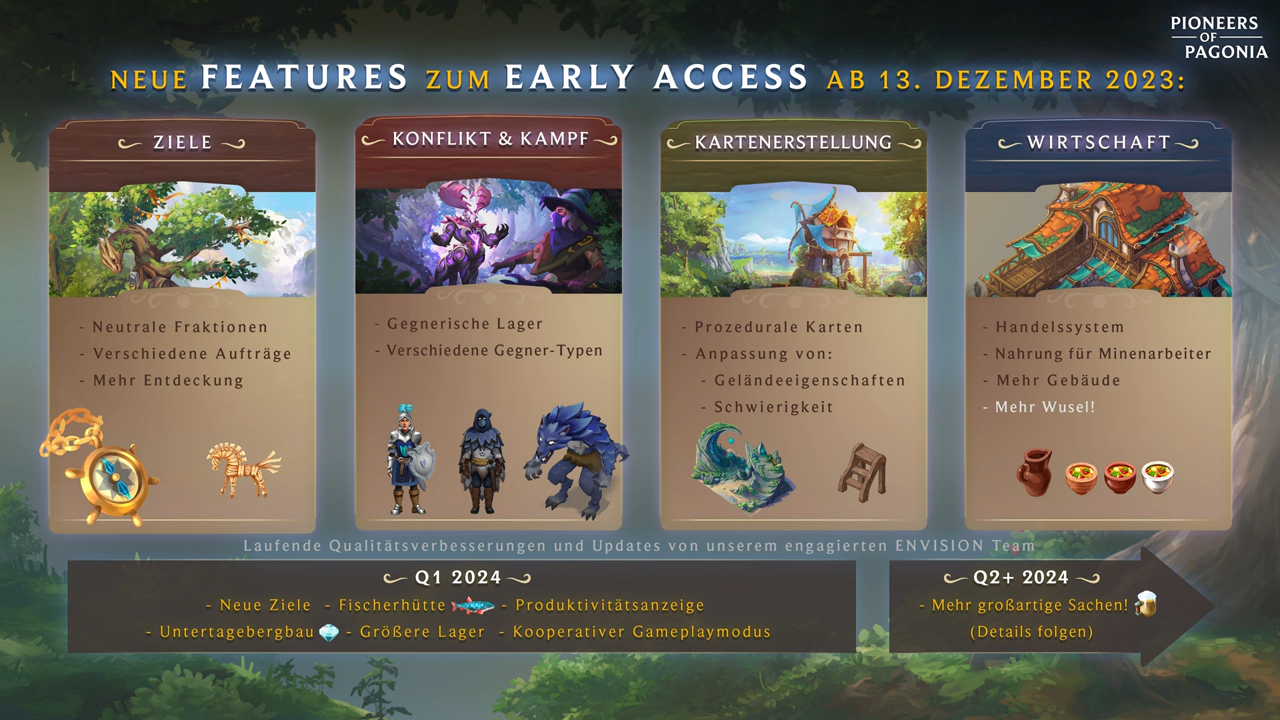 PIONEERS
OF
PAGONIA
NEUE FEATURES ZUM EARLY ACCESS AB 13. DEZEMBER 2023:
ZIELE
- Neutrale Fraktionen
- Verschiedene Aufträge
- Mehr Entdeckung
KONFLIKT & KAMPF
- Gegnerische Lager
- Verschiedene Gegner-Typen
KARTENERSTELLUNG
- Prozedurale Karten
- Anpassung von:
- Geländeeigenschaften
- Schwierigkeit
WIRTSCHAFT
- Handelssystem
- Nahrung für Minenarbeiter
- Mehr Gebäude
- Mehr Wusel!
Laufende Qualitätsverbesserungen und Updates von unserem engagierten ENVISION Team
Q1 2024
- Neue Ziele - Fischerhütte - Produktivitätsanzeige
- Untertagebergbau - Größere Lager - Kooperativer Gameplaymodus
Q2+ 2024
- Mehr großartige Sachen!
(Details folgen)